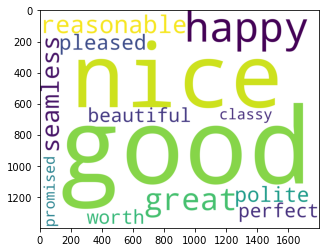 0
200
400
600
800
1000
1200
reasonable
happy
pleased
seamless
nice
beautiful
classy
good
promised
great
polite
worth
perfect
0 200 400 600 800 1000 1200 1400 1600